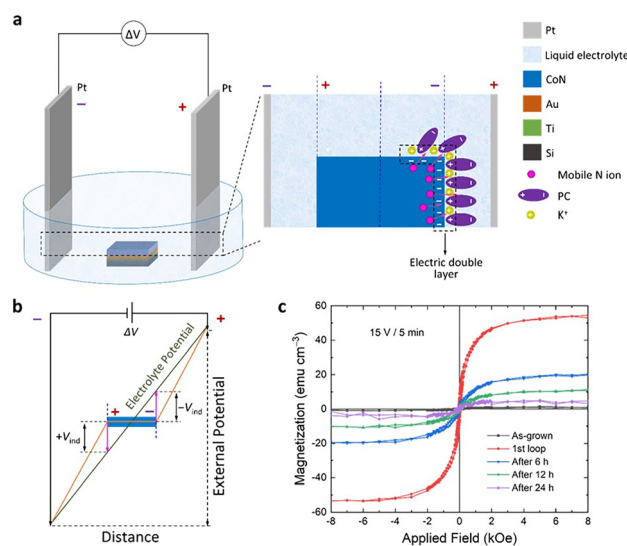 a
ΔV
Pt
Pt
−
+
−
+
−
+
Pt
Liquid electrolyte
CoN
Au
Ti
Si
Mobile N ion
PC
K⁺
Electric double
layer
b
−
ΔV
+
Electrolyte Potential
+
−
+V_ind
−V_ind
External Potential
Distance
c
15 V / 5 min
Magnetization (emu cm⁻³)
60
40
20
0
-20
-40
-60
As-grown
1st loop
After 6 h
After 12 h
After 24 h
-8 -6 -4 -2 0 2 4 6 8
Applied Field (kOe)